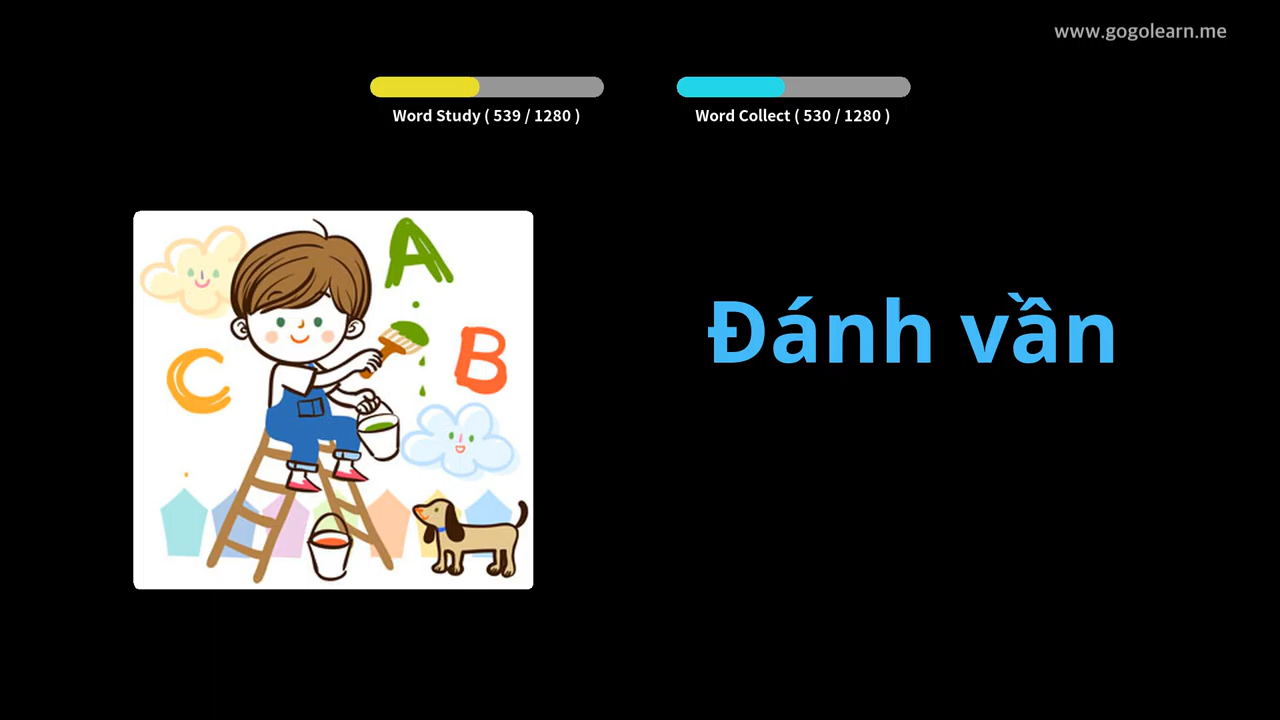 www.gogolearn.me
Word Study ( 539 / 1280 )
Word Collect ( 530 / 1280 )
A
B
C
Đánh vần